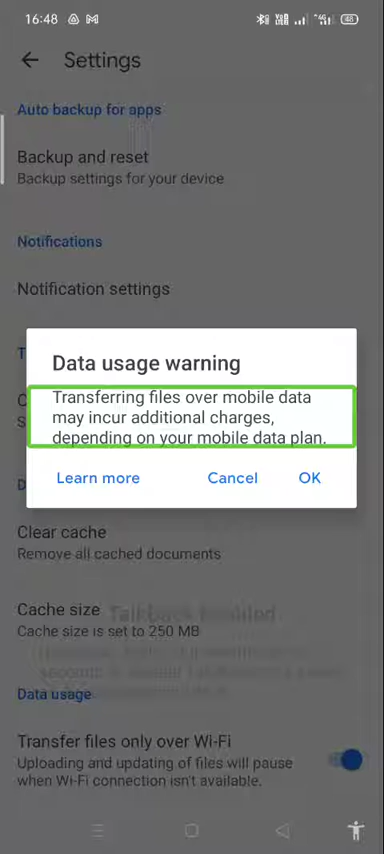 16:48
Settings
Auto backup for apps
Backup and reset
Backup settings for your device
Notifications
Notification settings
T
Data usage warning
C
Transferring files over mobile data
may incur additional charges,
S
depending on your mobile data plan.
Learn more
Cancel
OK
D
Clear cache
Remove all cached documents
Cache size
TalkBack enabled
Cache size is set to 250 MB
Data usage
Transfer files only over Wi-Fi
Uploading and updating of files will pause
when Wi-Fi connection isn't available.